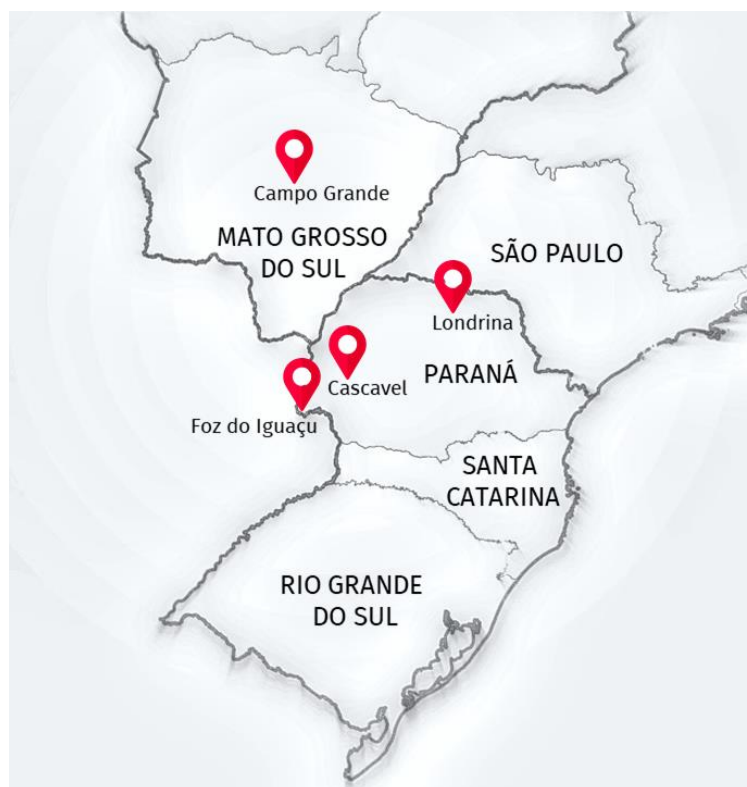 Campo Grande
MATO GROSSO
DO SUL
SÃO PAULO
Londrina
PARANÁ
Cascavel
Foz do Iguaçu
SANTA
CATARINA
RIO GRANDE
DO SUL